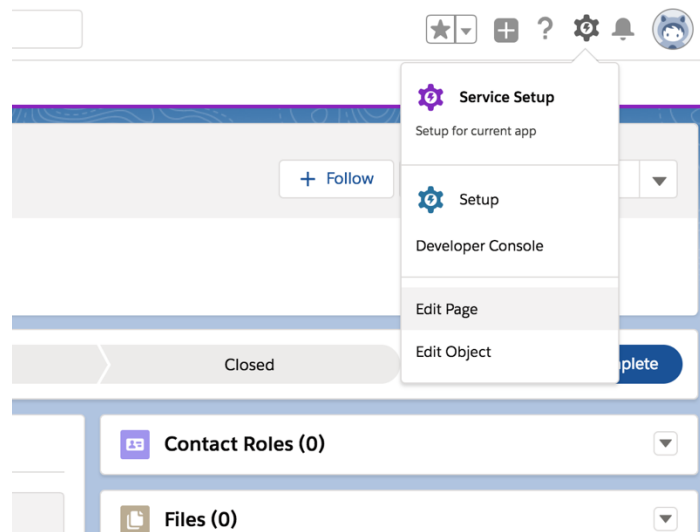 Service Setup
Setup for current app
+ Follow
Setup
Developer Console
Edit Page
Edit Object
Closed
Contact Roles (0)
Files (0)